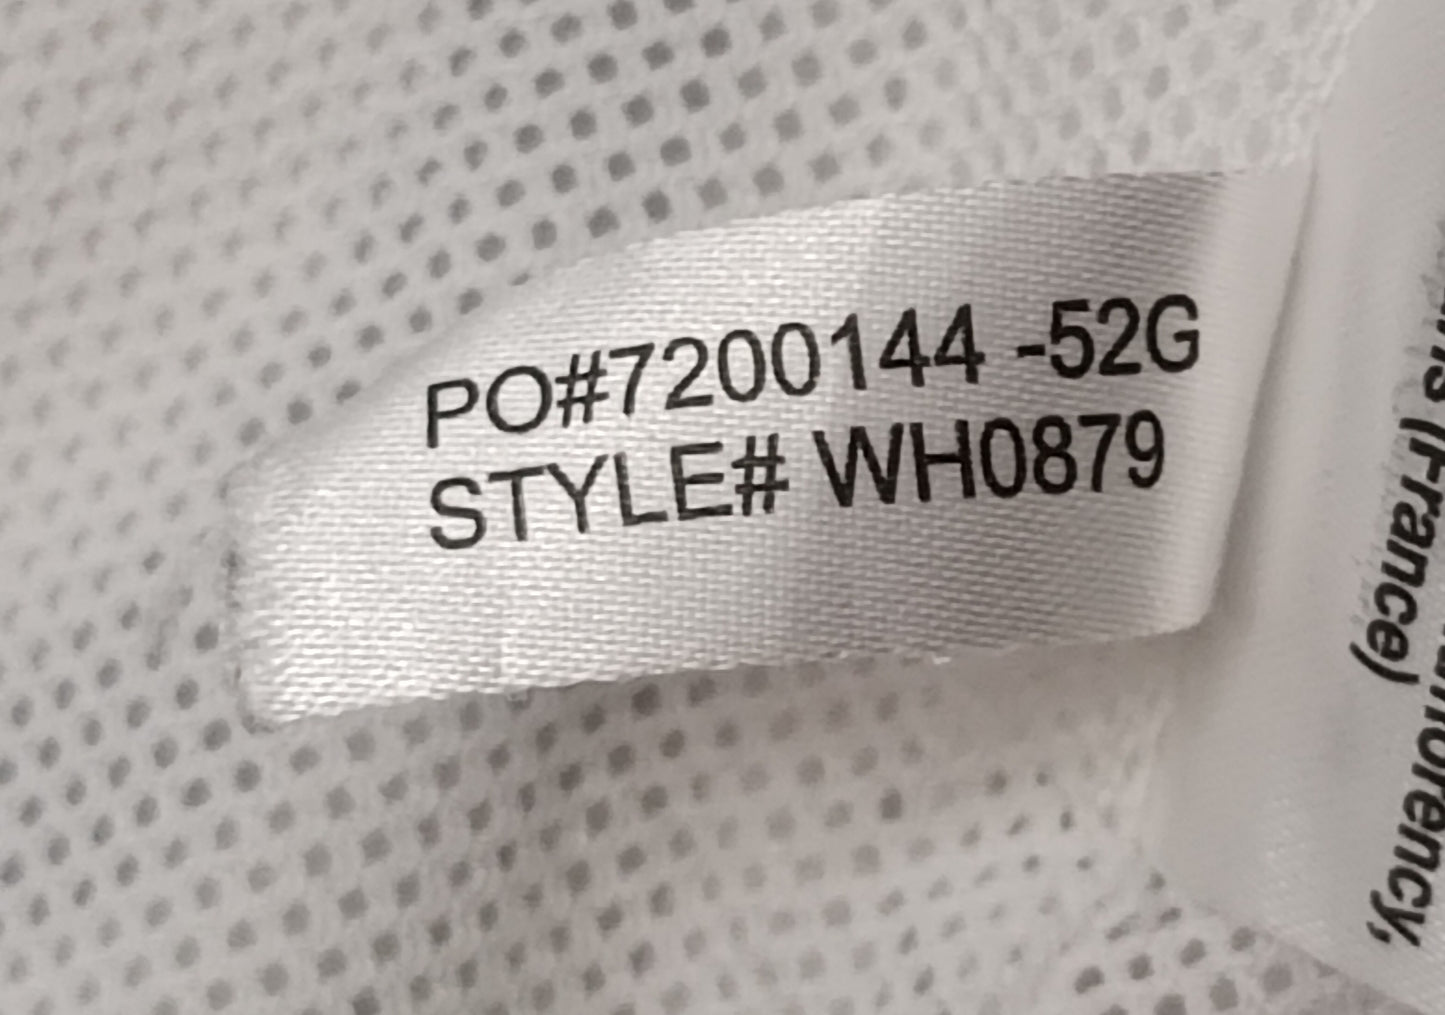 PO#7200144 -52G
STYLE# WH0879
(France)